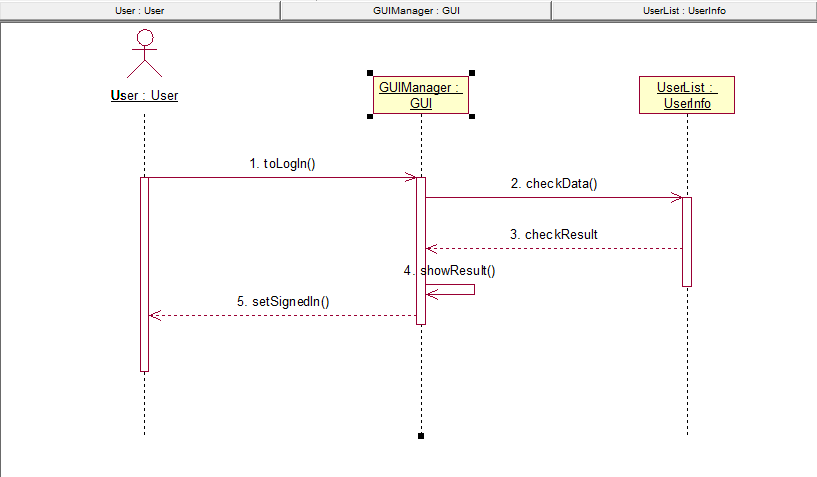 User : User
GUIManager : GUI
UserList : UserInfo
User : User
GUIManager :
GUI
UserList :
UserInfo
1. toLogIn()
2. checkData()
3. checkResult
4. showResult()
5. setSignedIn()